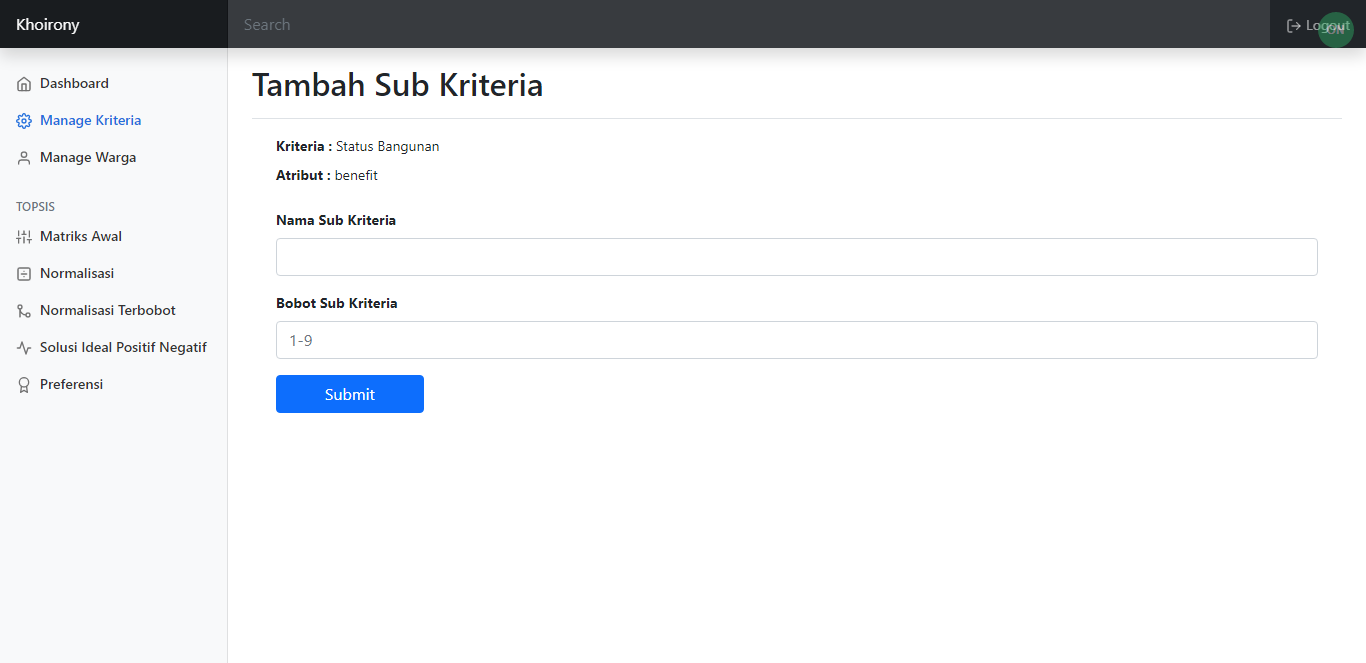 Khoirony
Search
Logout
ON
Dashboard
Manage Kriteria
Manage Warga
TOPSIS
Matriks Awal
Normalisasi
Normalisasi Terbobot
Solusi Ideal Positif Negatif
Preferensi
Tambah Sub Kriteria
Kriteria : Status Bangunan
Atribut : benefit
Nama Sub Kriteria
Bobot Sub Kriteria
1-9
Submit